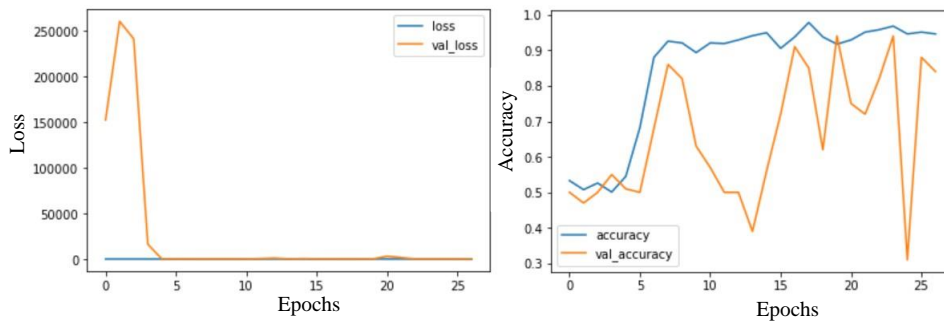 loss
val_loss
250000
200000
150000
100000
50000
0
Loss
0 5 10 15 20 25
Epochs
1.0
0.9
0.8
0.7
0.6
0.5
0.4
0.3
Accuracy
accuracy
val_accuracy
0 5 10 15 20 25
Epochs